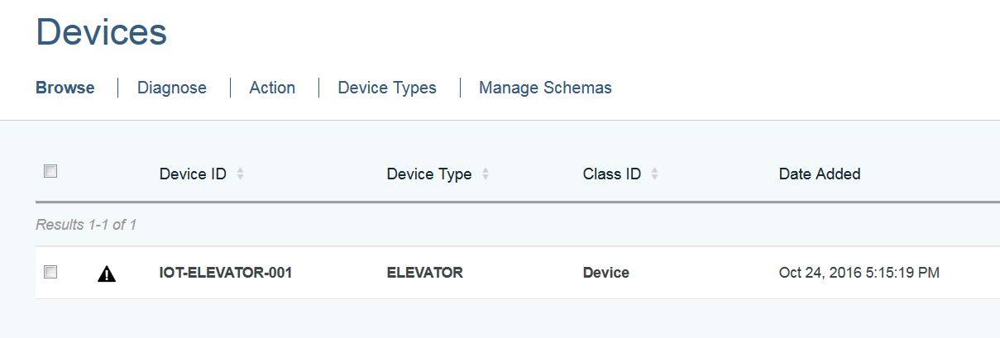 Devices
Browse Diagnose Action Device Types Manage Schemas
Device ID Device Type Class ID Date Added
Results 1-1 of 1
IOT-ELEVATOR-001 ELEVATOR Device Oct 24, 2016 5:15:19 PM